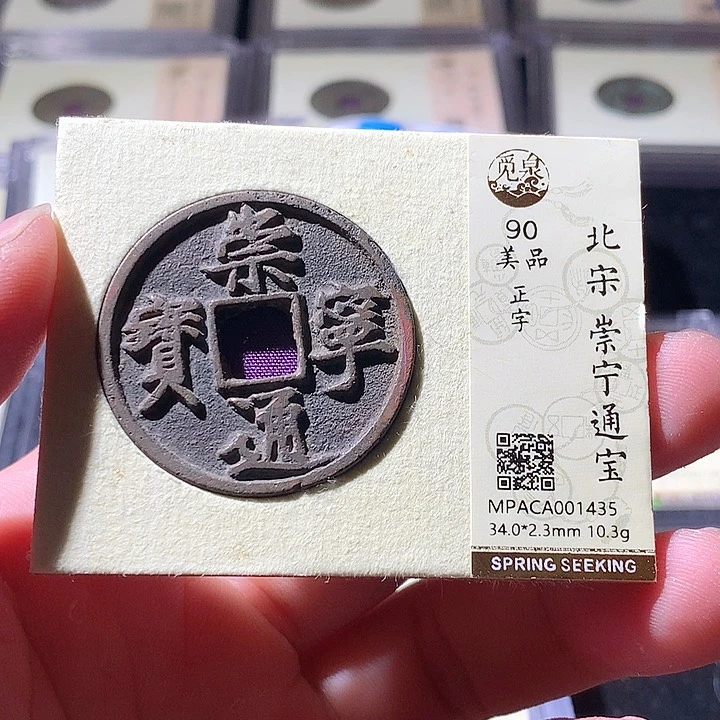 崇寧通寶
觅泉
90
美品
正字
北宋 崇宁通宝
MPACA001435
34.0*2.3mm 10.3g
SPRING SEEKING